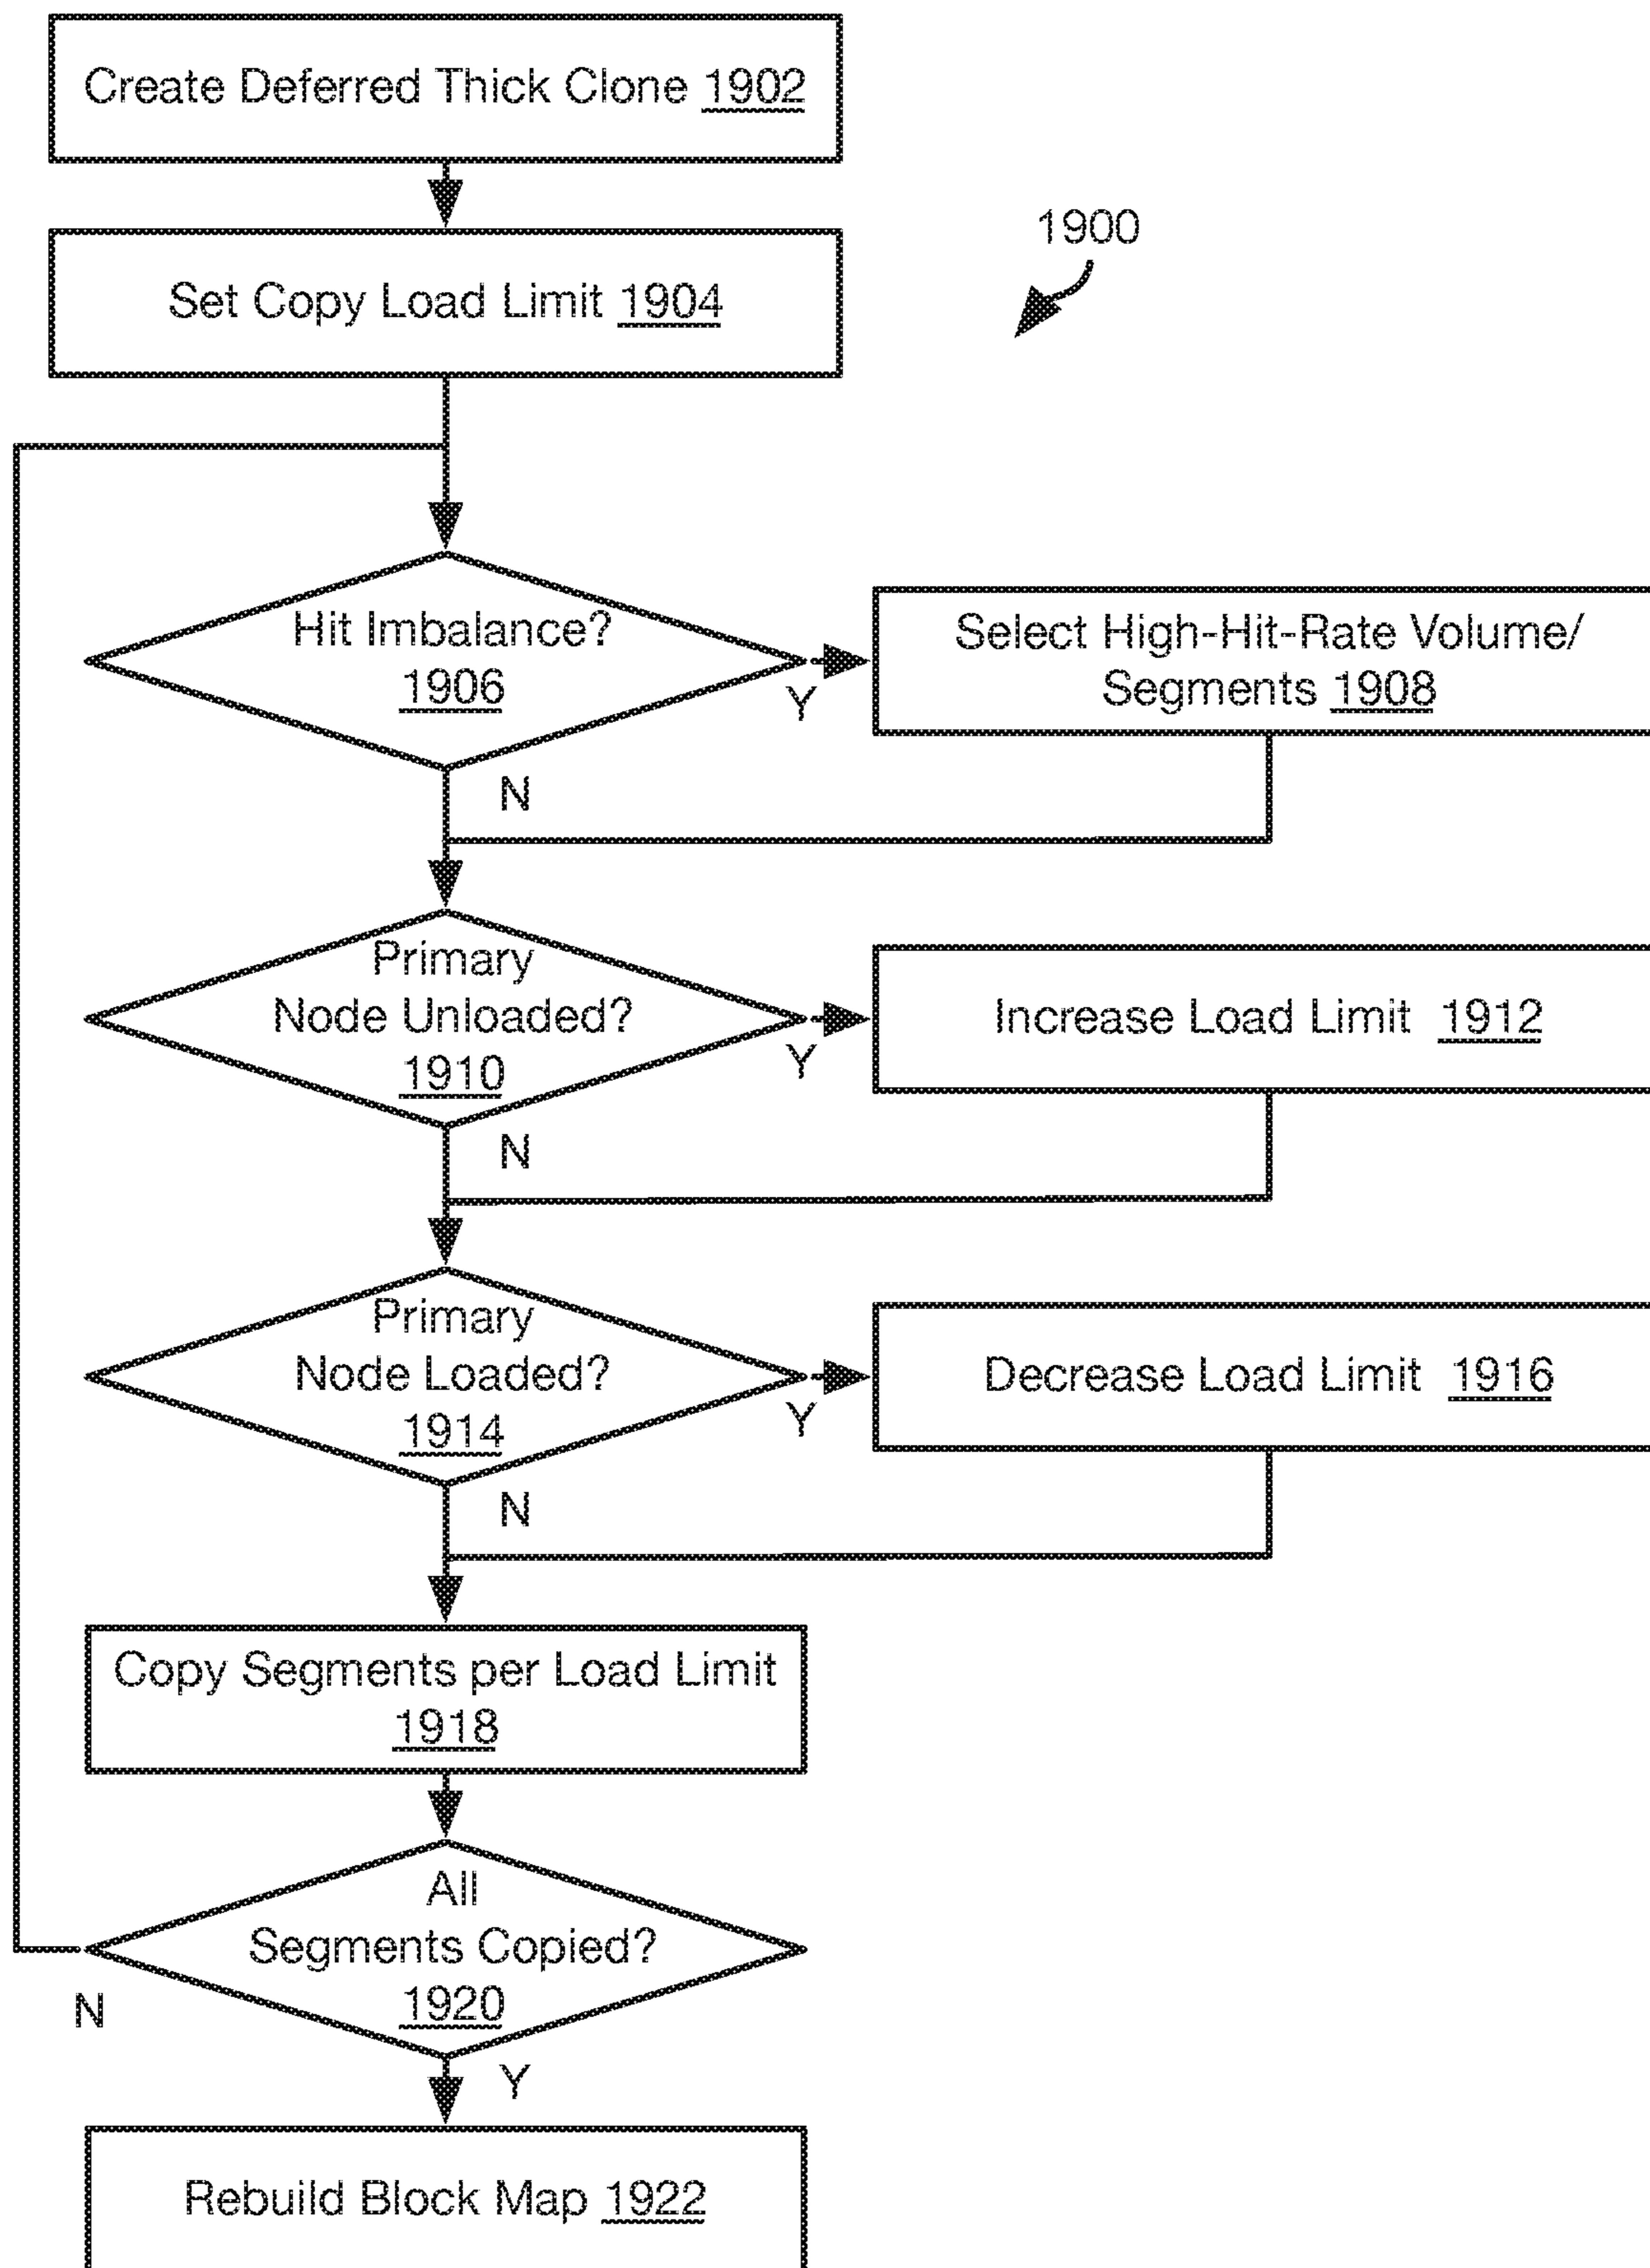 Create Deferred Thick Clone 1902
1900
Set Copy Load Limit 1904
Hit Imbalance?
1906
Y
N
Select High-Hit-Rate Volume/
Segments 1908
Primary
Node Unloaded?
1910
Y
N
Increase Load Limit 1912
Primary
Node Loaded?
1914
Y
N
Decrease Load Limit 1916
Copy Segments per Load Limit
1918
All
Segments Copied?
1920
N
Y
Rebuild Block Map 1922